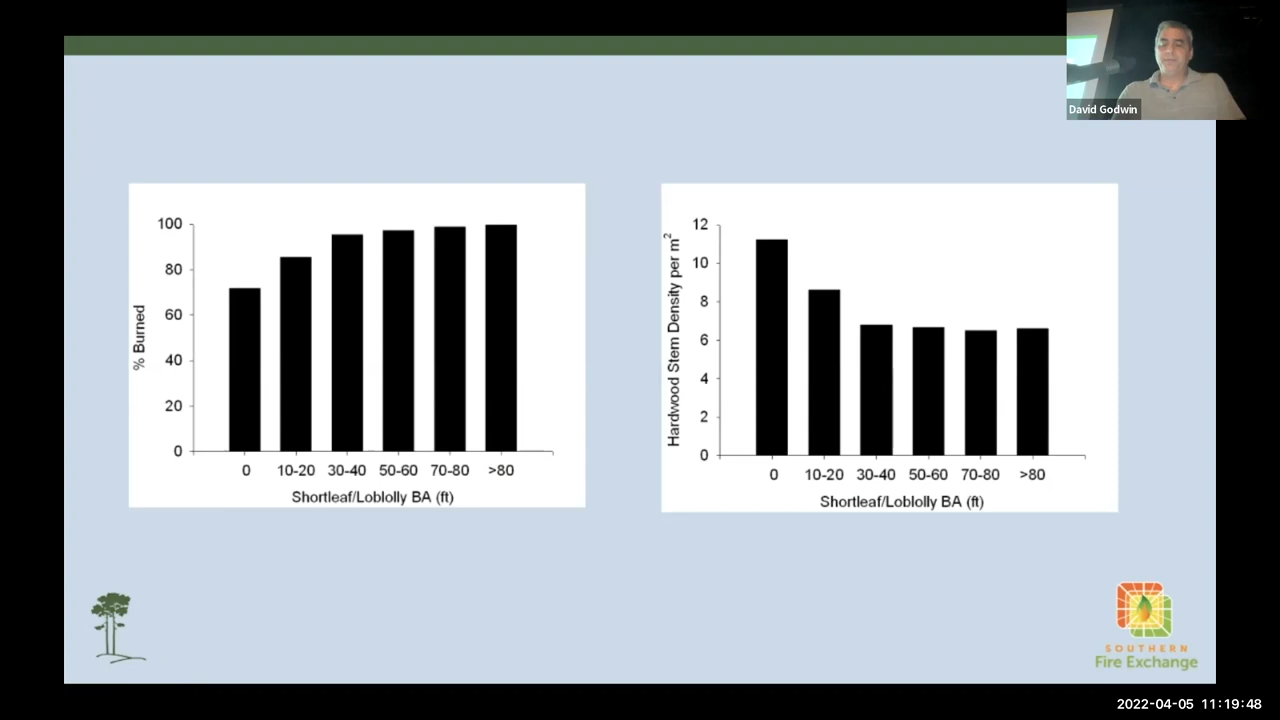 David Godwin
100
80
60
40
20
0
% Burned
0 10-20 30-40 50-60 70-80 >80
Shortleaf/Loblolly BA (ft)
12
10
8
6
4
2
0
Hardwood Stem Density per m²
0 10-20 30-40 50-60 70-80 >80
Shortleaf/Loblolly BA (ft)
SOUTHERN
Fire Exchange
2022-04-05 11:19:48